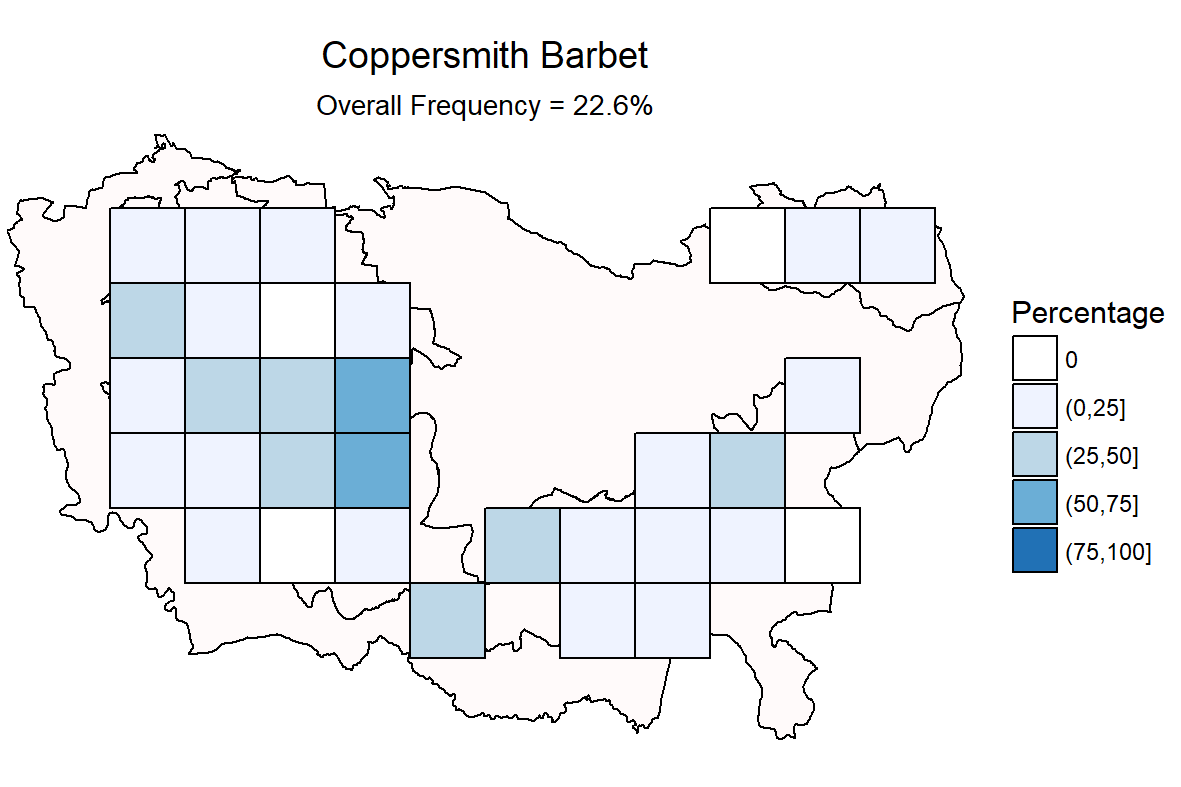 Coppersmith Barbet
Overall Frequency = 22.6%
Percentage
0
(0,25]
(25,50]
(50,75]
(75,100]